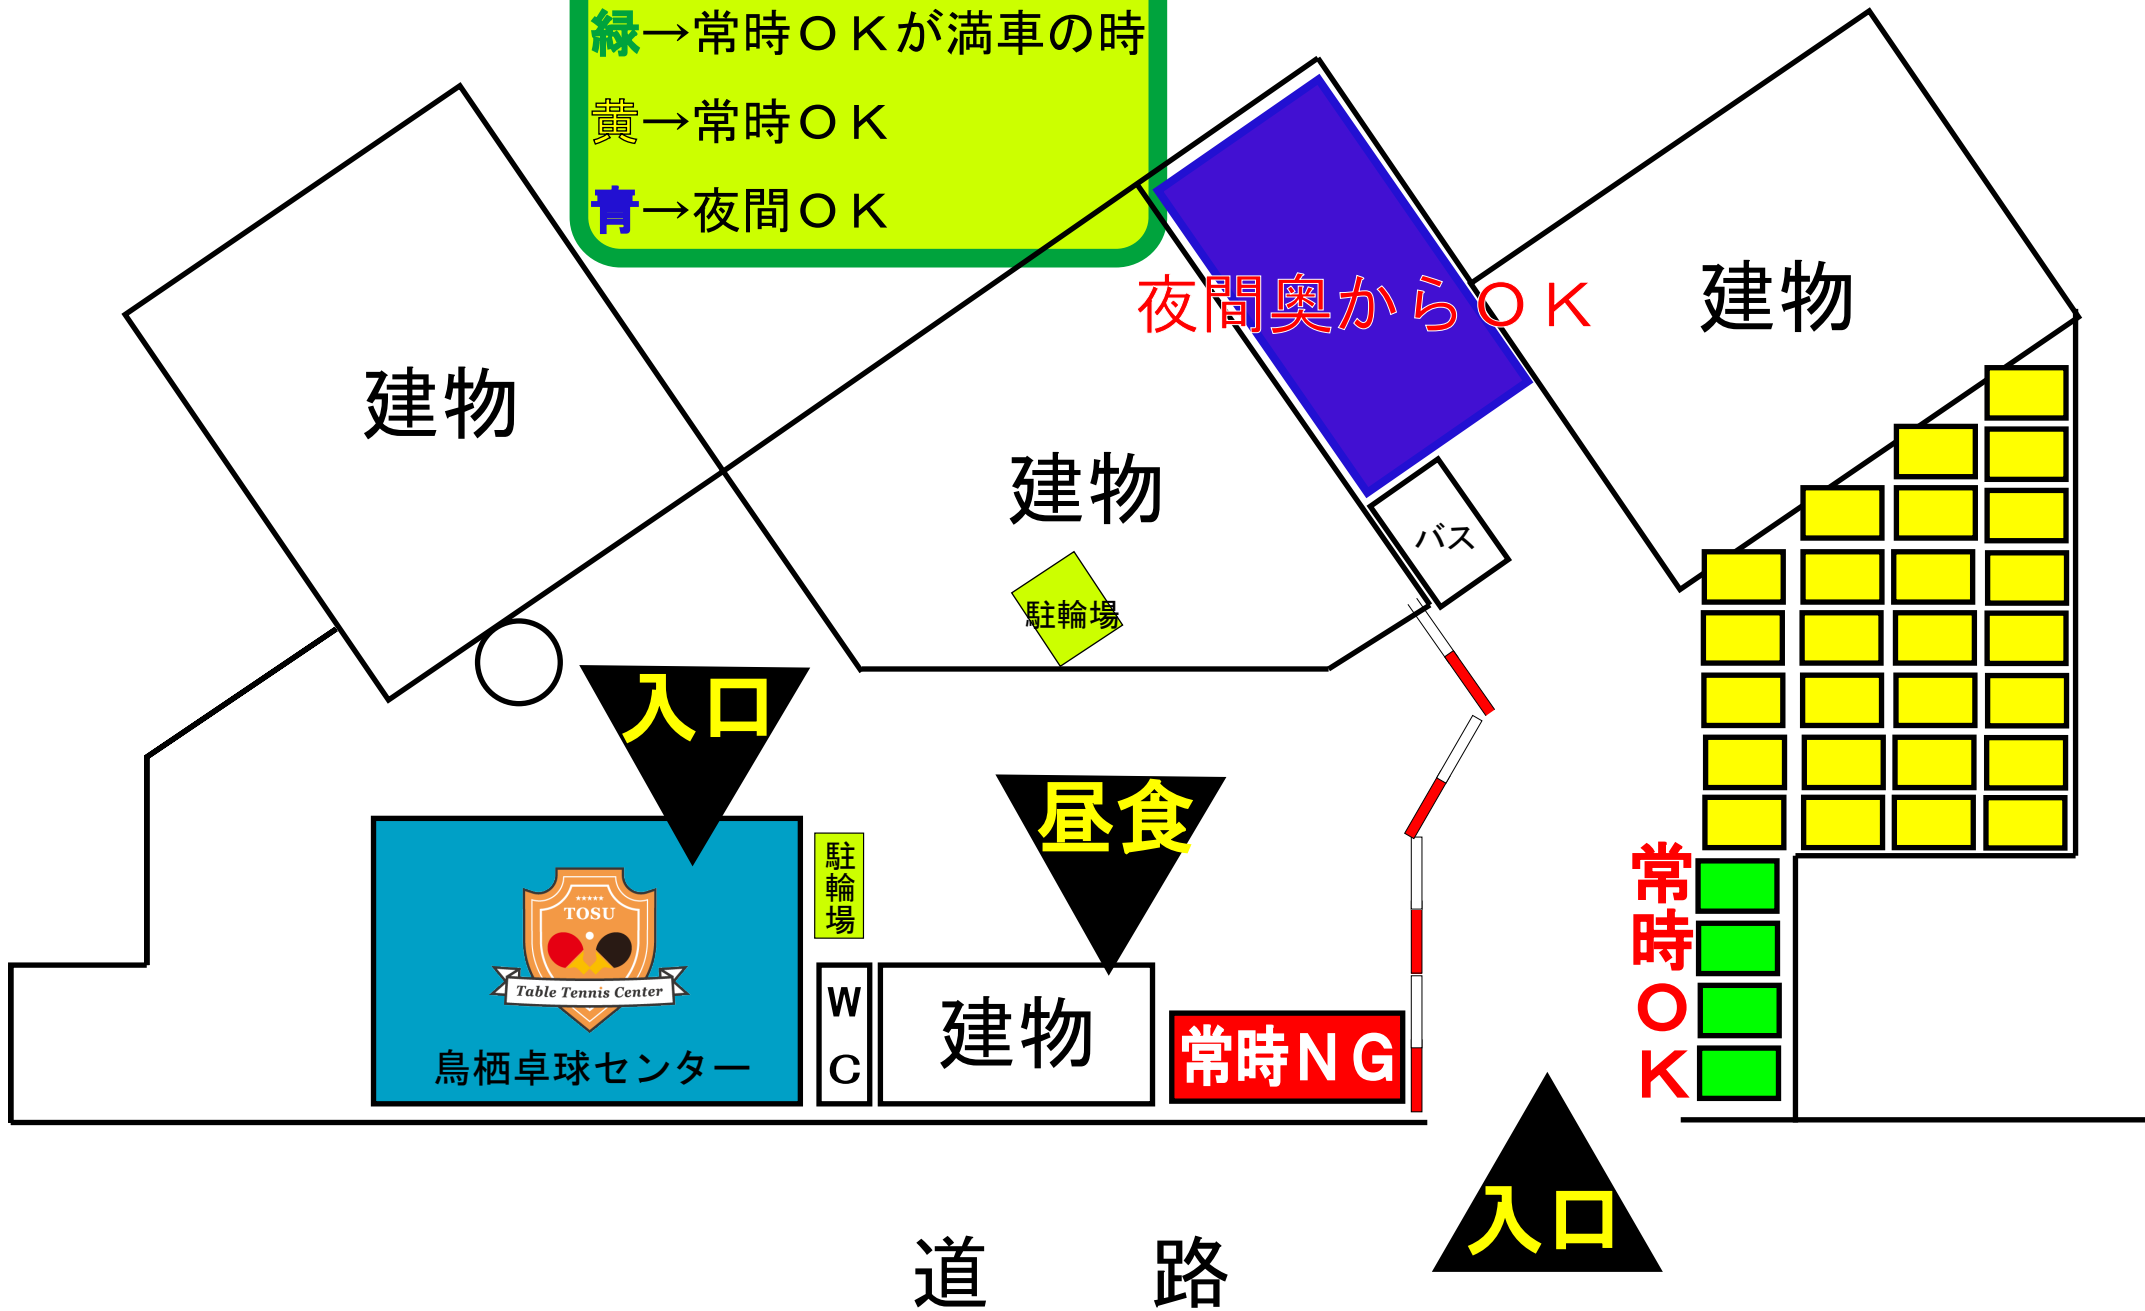 緑→常時ＯＫが満車の時
黄→常時ＯＫ
青→夜間ＯＫ
夜間奥からＯＫ
建物
建物
建物
バス
駐輪場
入口
昼食
駐輪場
TOSU
Table Tennis Center
鳥栖卓球センター
ＷＣ
建物
常時ＮＧ
常時ＯＫ
入口
道路